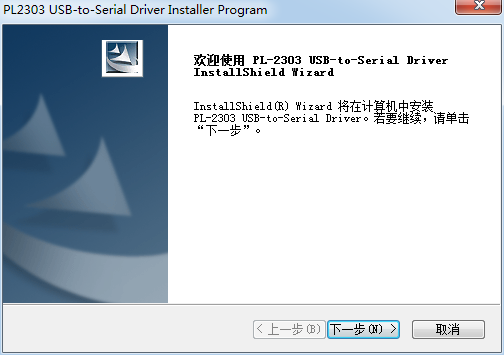 PL2303 USB-to-Serial Driver Installer Program
欢迎使用 PL-2303 USB-to-Serial Driver
InstallShield Wizard
InstallShield(R) Wizard 将在计算机中安装
PL-2303 USB-to-Serial Driver。若要继续，请单击
“下一步”。
< 上一步(B)
下一步(N) >
取消